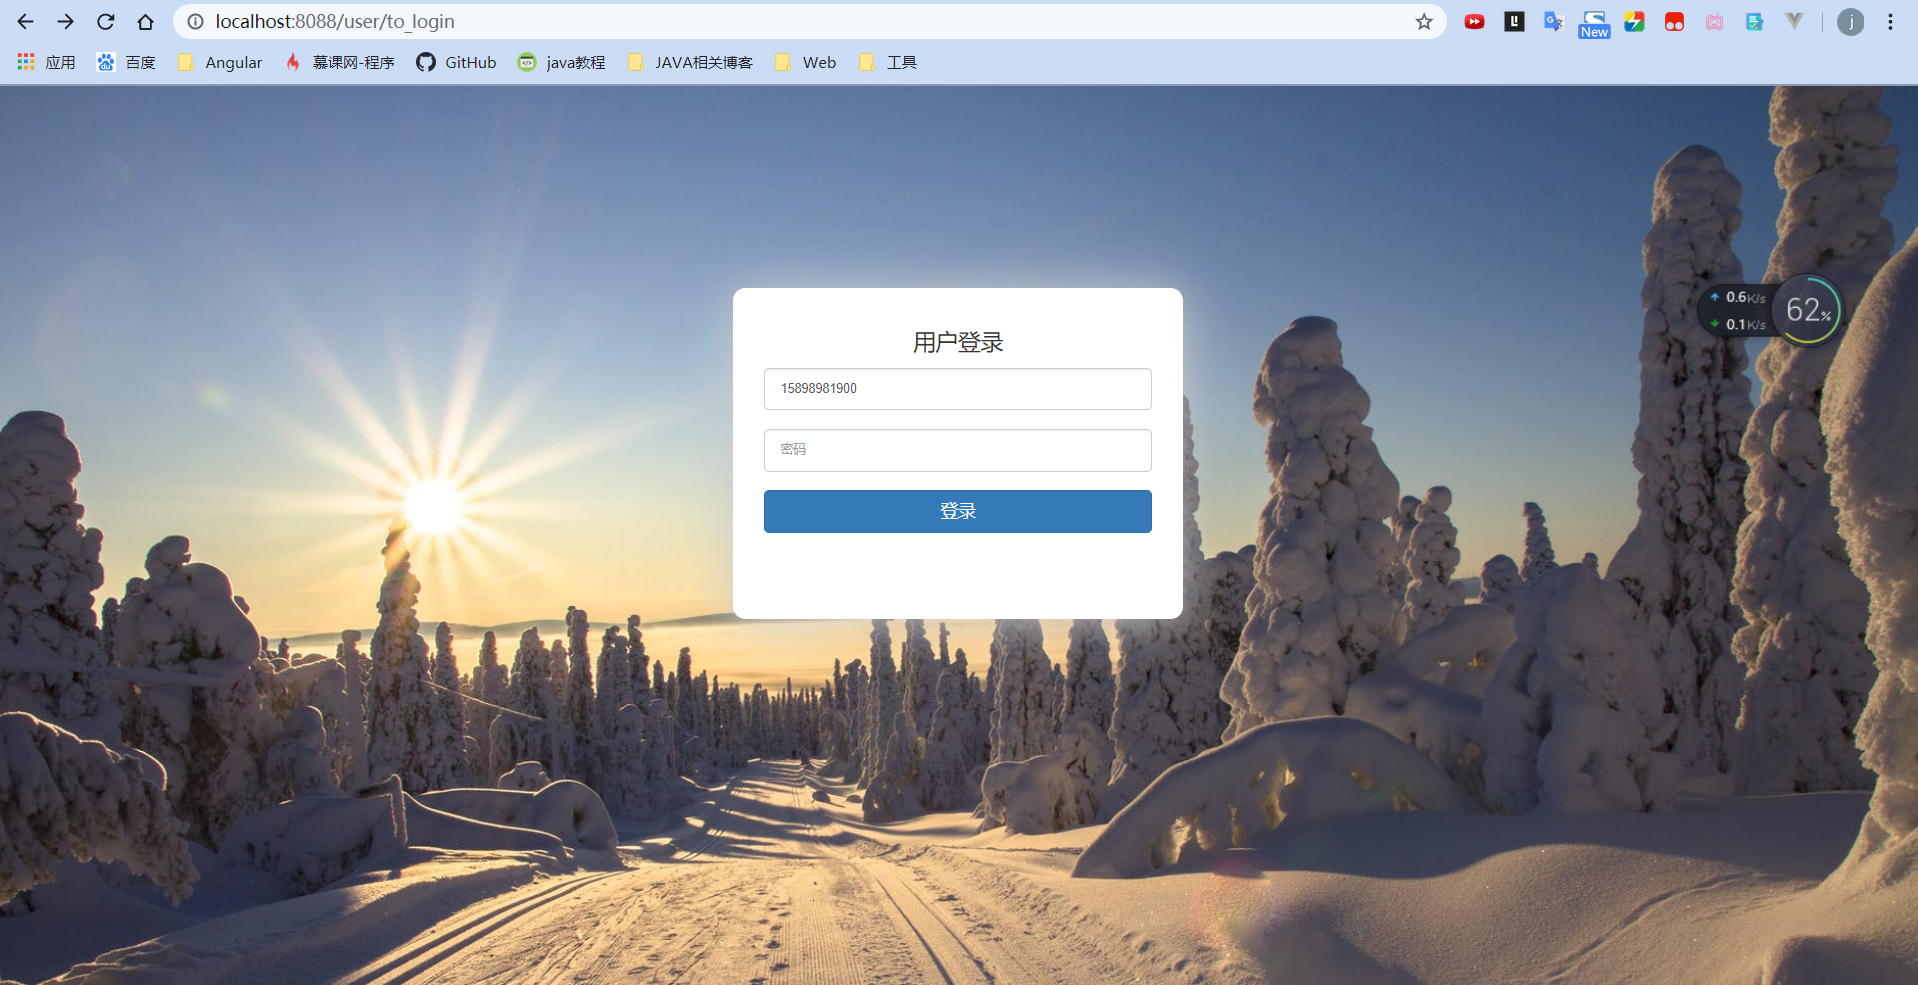 localhost:8088/user/to_login
New
j
应用 百度 Angular 慕课网-程序 GitHub java教程 JAVA相关博客 Web 工具
用户登录
15898981900
密码
登录
0.6K/s
0.1K/s
62%